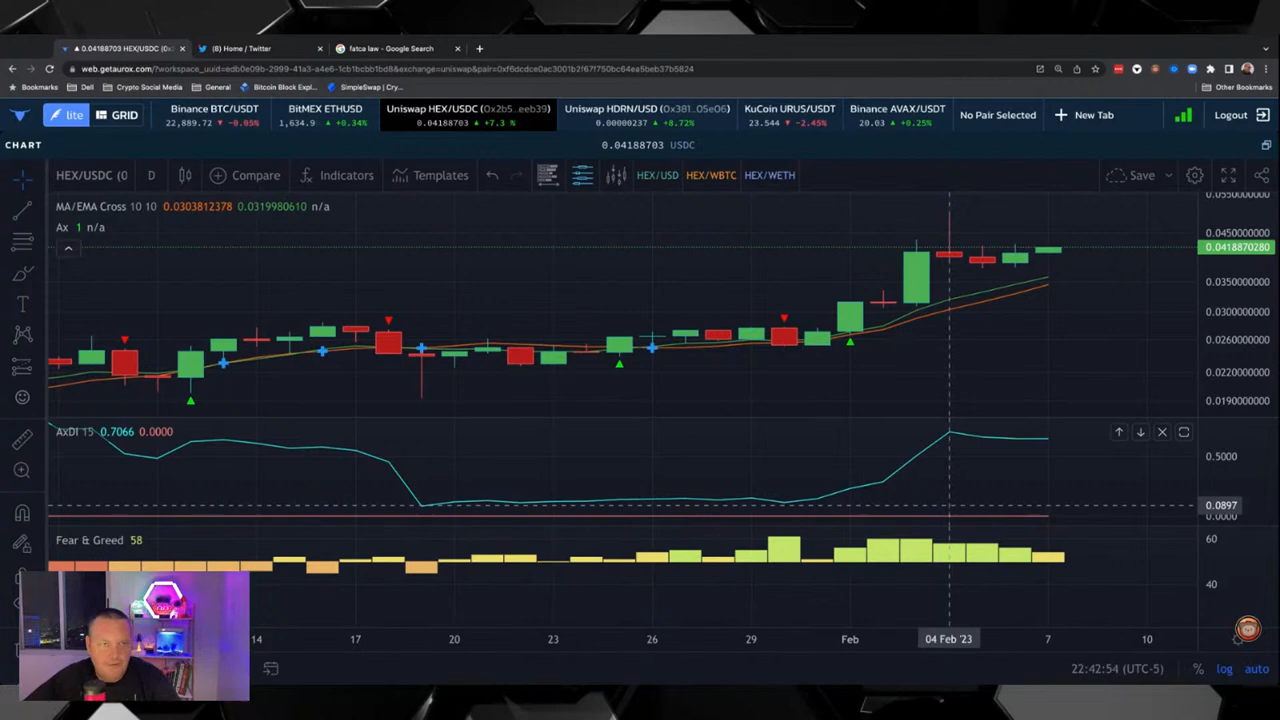 0.04188703 HEX/USDC (0x
(8) Home / Twitter
fatca law - Google Search
web.getaurox.com/?workspace_uuid=edb0e09b-2999-41a3-a4e6-1cb1bcbb1bd8&exchange=uniswap&pair=0xf6dcdce0ac3001b2f67f750bc64ea5beb37b5824
Bookmarks
Dell
Crypto Social Media
General
Bitcoin Block Expl...
SimpleSwap | Cry...
Other Bookmarks
lite
GRID
Binance BTC/USDT
22,889.72 -0.05%
BitMEX ETHUSD
1,634.9 +0.34%
Uniswap HEX/USDC (0x2b5...eeb39)
0.04188703 +7.3 %
Uniswap HDRN/USD (0x381...05e06)
0.00000237 +8.72%
KuCoin URUS/USDT
23.544 -2.45%
Binance AVAX/USDT
20.03 +0.25%
No Pair Selected
New Tab
Logout
CHART
0.04188703 USDC
HEX/USDC (0
D
Compare
Indicators
Templates
HEX/USD
HEX/WBTC
HEX/WETH
Save
MA/EMA Cross 10 10 0.0303812378 0.0319980610 n/a
Ax 1 n/a
0.0550000000
0.0450000000
0.0418870280
0.0350000000
0.0300000000
0.0260000000
0.0220000000
0.0190000000
AxDI 15 0.7066 0.0000
0.5000
0.0897
0.0000
Fear & Greed 58
60
40
14
17
20
23
26
29
Feb
04 Feb '23
7
10
22:42:54 (UTC-5)
%
log
auto